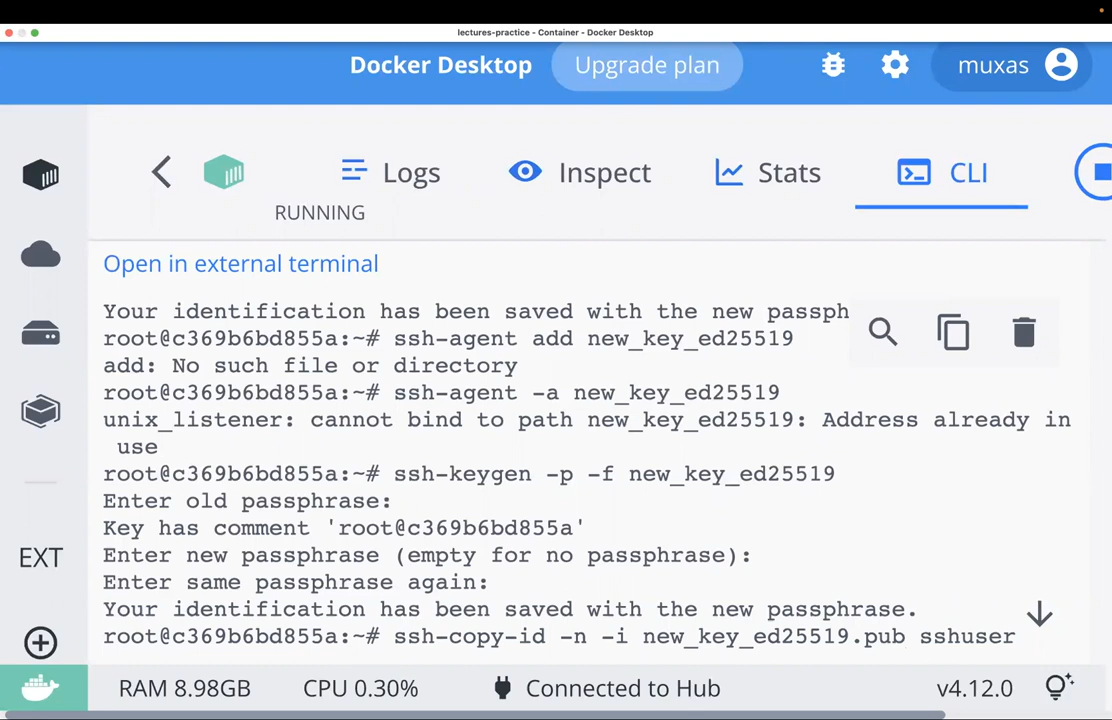 lectures-practice - Container - Docker Desktop
Docker Desktop
Upgrade plan
muxas
Logs
Inspect
Stats
CLI
RUNNING
Open in external terminal
Your identification has been saved with the new passph
root@c369b6bd855a:~# ssh-agent add new_key_ed25519
add: No such file or directory
root@c369b6bd855a:~# ssh-agent -a new_key_ed25519
unix_listener: cannot bind to path new_key_ed25519: Address already in
use
root@c369b6bd855a:~# ssh-keygen -p -f new_key_ed25519
Enter old passphrase:
Key has comment 'root@c369b6bd855a'
Enter new passphrase (empty for no passphrase):
Enter same passphrase again:
Your identification has been saved with the new passphrase.
root@c369b6bd855a:~# ssh-copy-id -n -i new_key_ed25519.pub sshuser
EXT
RAM 8.98GB
CPU 0.30%
Connected to Hub
v4.12.0